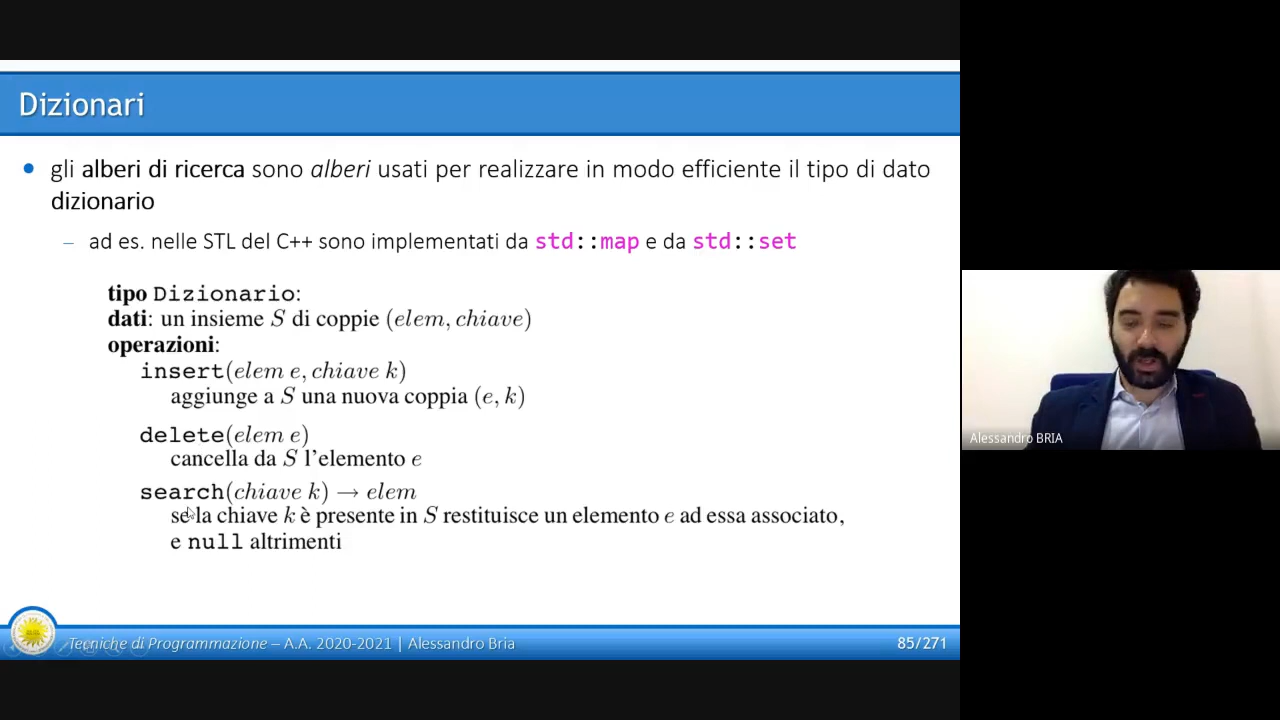 Dizionari
gli alberi di ricerca sono alberi usati per realizzare in modo efficiente il tipo di dato
dizionario
– ad es. nelle STL del C++ sono implementati da std::map e da std::set
tipo Dizionario:
dati: un insieme S di coppie (elem, chiave)
operazioni:
insert(elem e, chiave k)
aggiunge a S una nuova coppia (e, k)
delete(elem e)
cancella da S l'elemento e
search(chiave k) → elem
se la chiave k è presente in S restituisce un elemento e ad essa associato,
e null altrimenti
Alessandro BRIA
Tecniche di Programmazione – A.A. 2020-2021 | Alessandro Bria
85/271